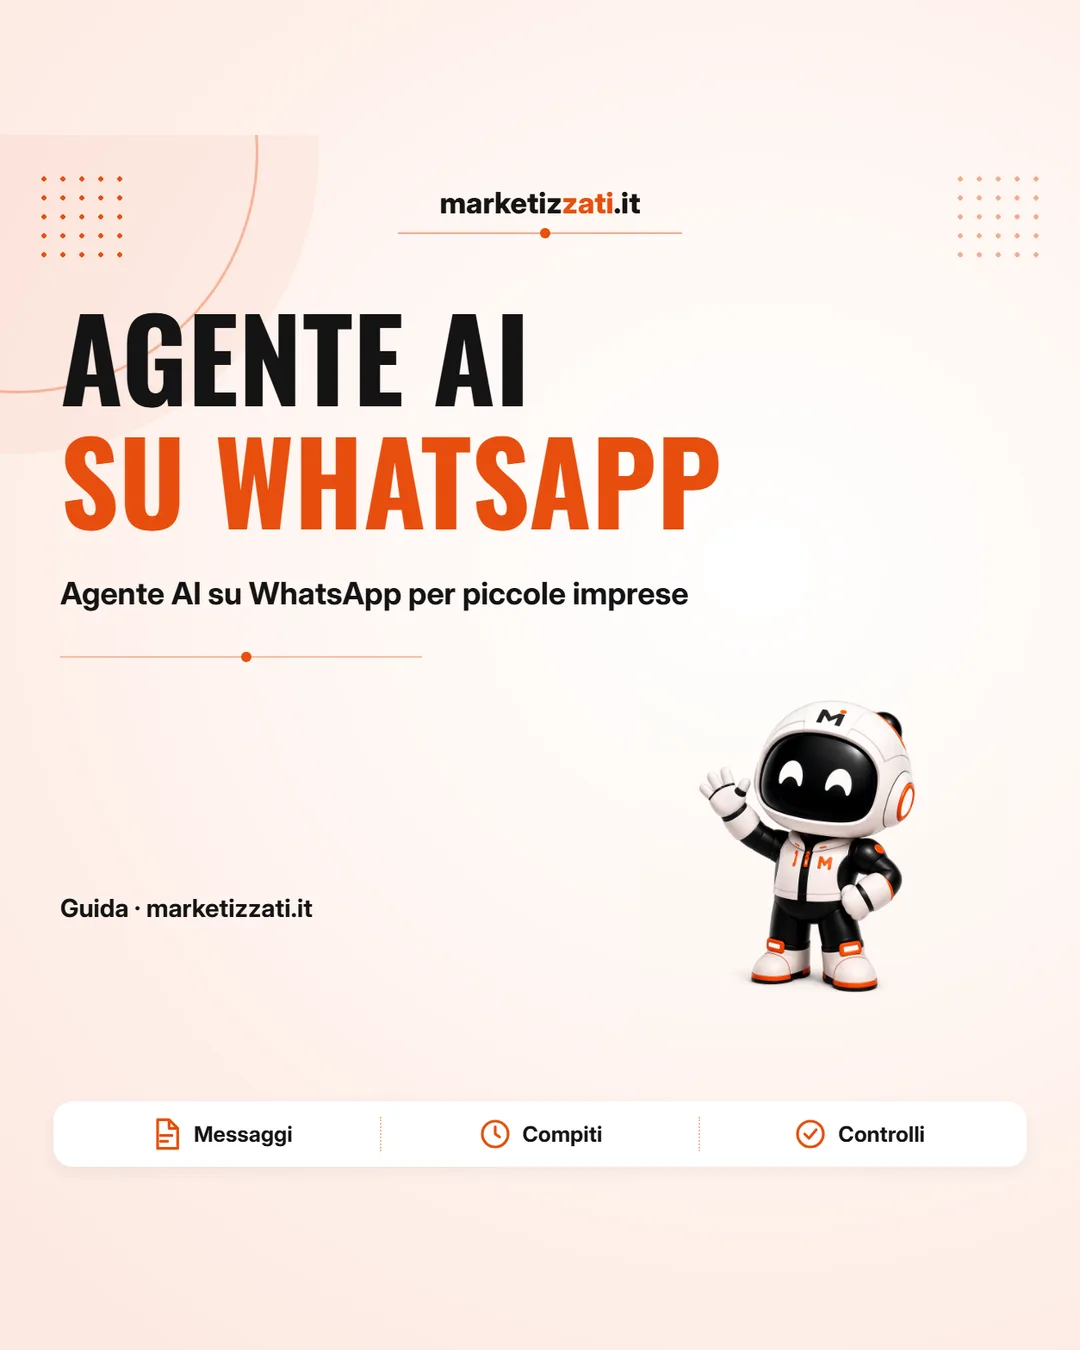 marketizzati.it
AGENTE AI
SU WHATSAPP
Agente AI su WhatsApp per piccole imprese
M
M
Guida · marketizzati.it
Messaggi
Compiti
Controlli